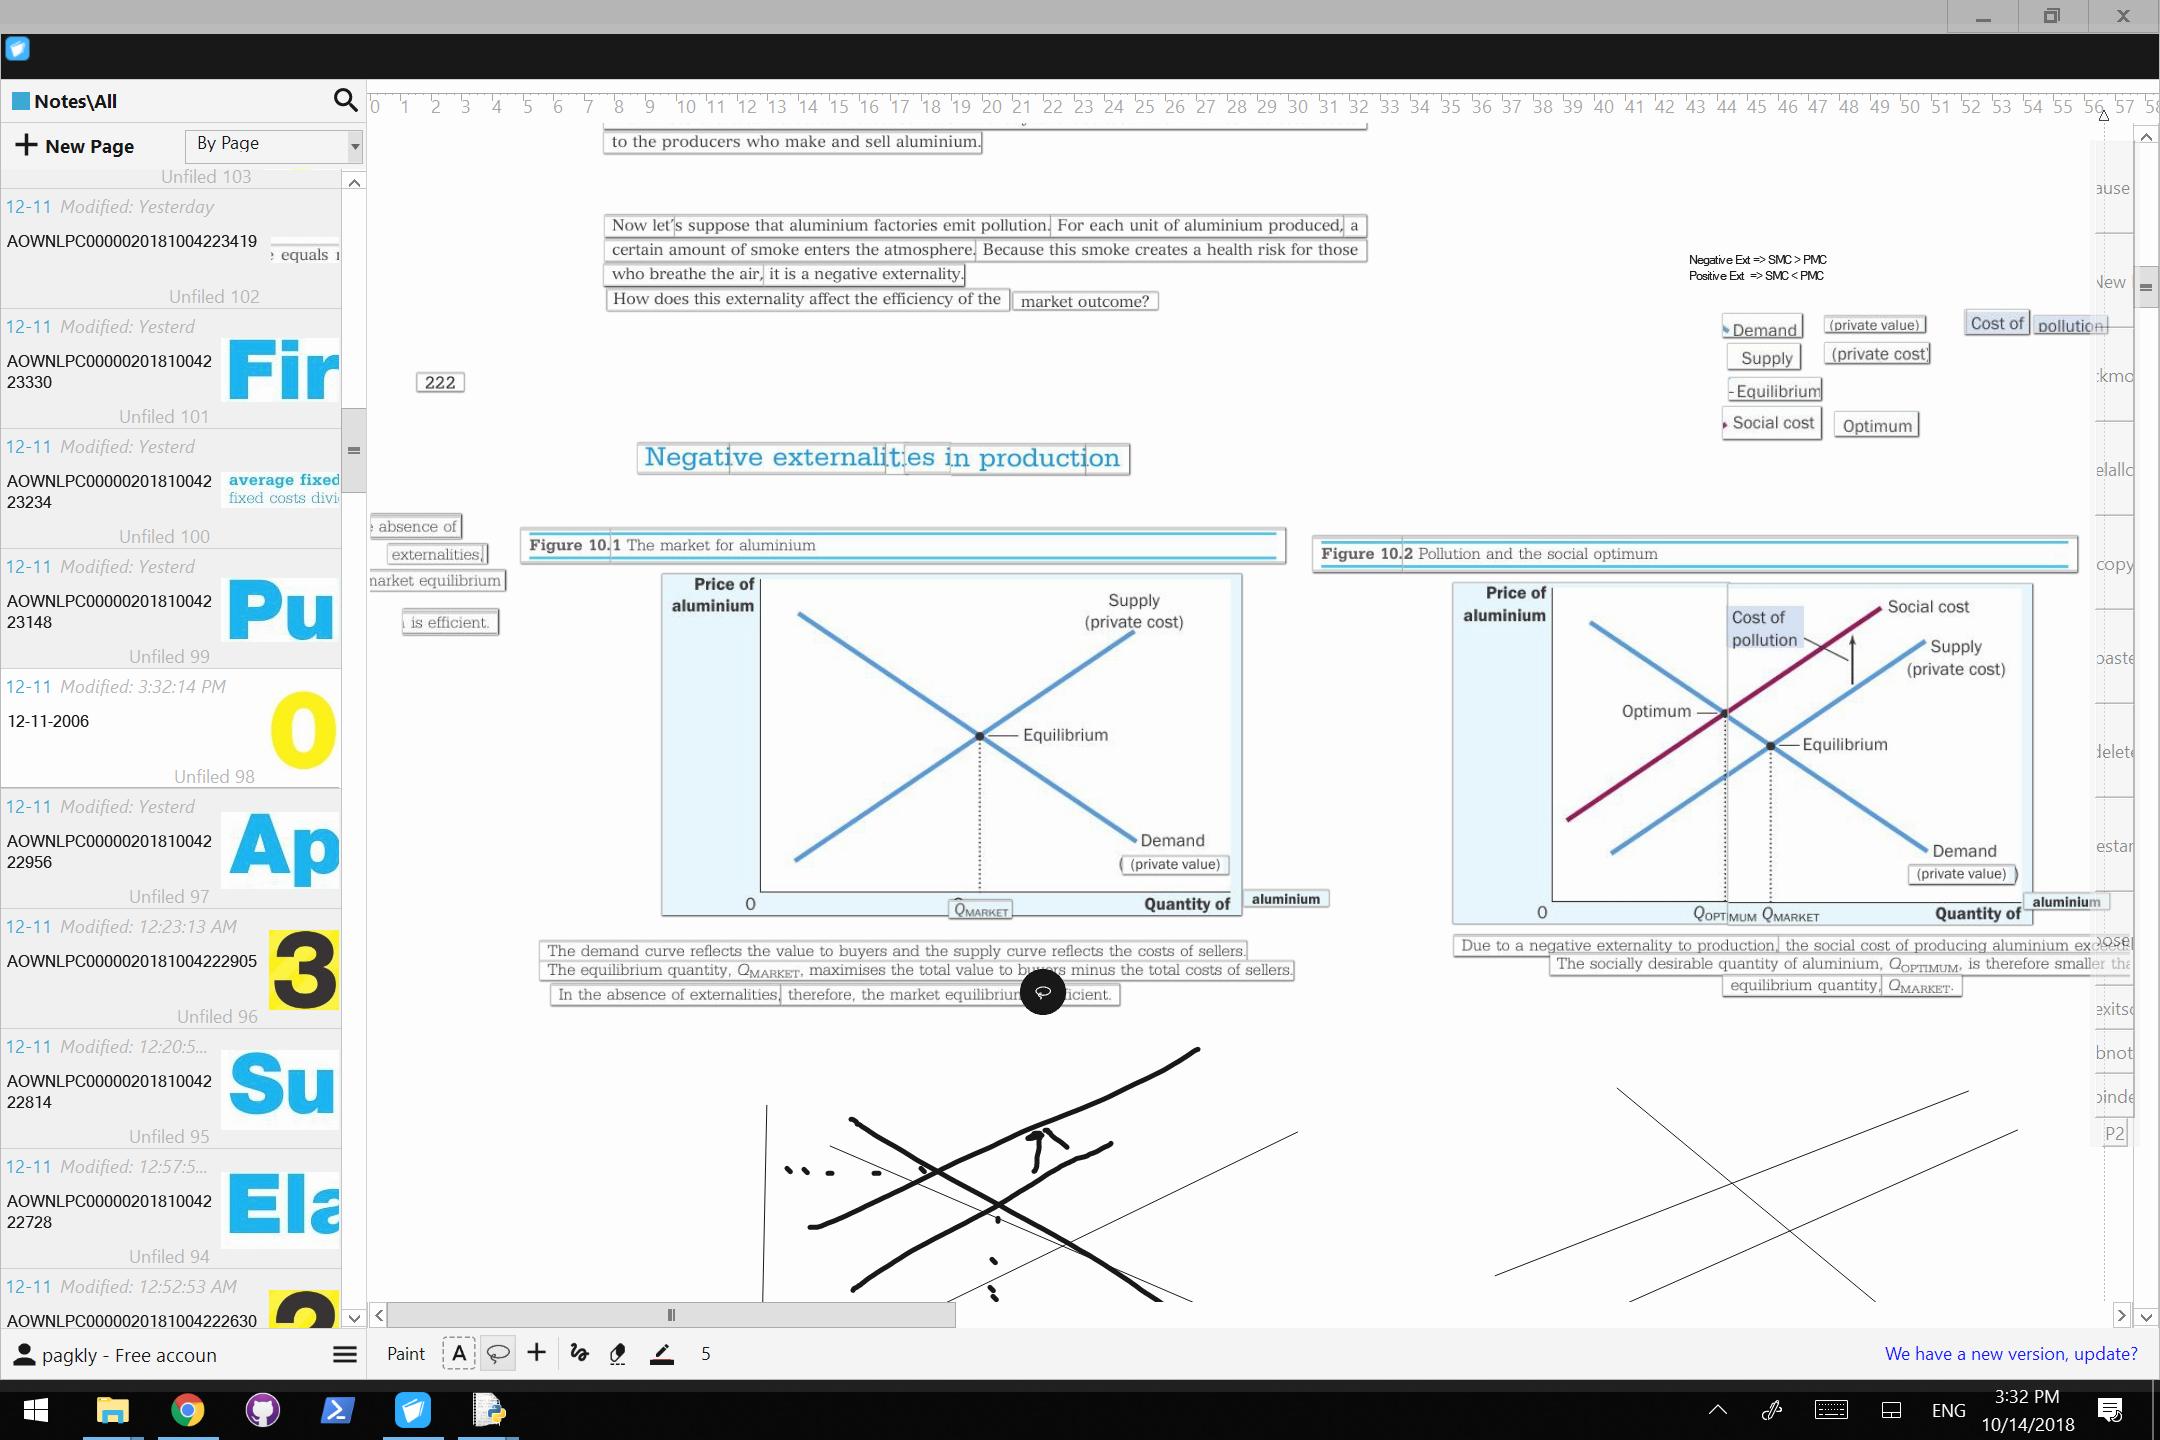 Notes\All
0 1 2 3 4 5 6 7 8 9 10 11 12 13 14 15 16 17 18 19 20 21 22 23 24 25 26 27 28 29 30 31 32 33 34 35 36 37 38 39 40 41 42 43 44 45 46 47 48 49 50 51 52 53 54 55 56 57 58
New Page
By Page
Unfiled 103
12-11 Modified: Yesterday
AOWNLPC0000020181004223419
equals
Unfiled 102
12-11 Modified: Yesterd
AOWNLPC00000201810042
23330
Fir
Unfiled 101
12-11 Modified: Yesterd
AOWNLPC00000201810042
23234
average fixed
fixed costs divi
Unfiled 100
12-11 Modified: Yesterd
AOWNLPC00000201810042
23148
Pu
Unfiled 99
12-11 Modified: 3:32:14 PM
12-11-2006
0
Unfiled 98
12-11 Modified: Yesterd
AOWNLPC00000201810042
22956
Ap
Unfiled 97
12-11 Modified: 12:23:13 AM
AOWNLPC0000020181004222905
3
Unfiled 96
12-11 Modified: 12:20:5...
AOWNLPC00000201810042
22814
Su
Unfiled 95
12-11 Modified: 12:57:5...
AOWNLPC00000201810042
22728
Ela
Unfiled 94
12-11 Modified: 12:52:53 AM
AOWNLPC0000020181004222630
pagkly - Free accoun
to the producers who make and sell aluminium.
Now let's suppose that aluminium factories emit pollution. For each unit of aluminium produced, a
certain amount of smoke enters the atmosphere. Because this smoke creates a health risk for those
who breathe the air, it is a negative externality.
How does this externality affect the efficiency of the market outcome?
Negative Ext => SMC > PMC
Positive Ext => SMC < PMC
Demand (private value) Cost of pollution
Supply (private cost)
Equilibrium
Social cost Optimum
222
Negative externalities in production
absence of
externalities,
market equilibrium
is efficient.
Figure 10.1 The market for aluminium
Price of
aluminium
Supply
(private cost)
Equilibrium
Demand
(private value)
0
QMARKET
Quantity of aluminium
The demand curve reflects the value to buyers and the supply curve reflects the costs of sellers.
The equilibrium quantity, QMARKET, maximises the total value to buyers minus the total costs of sellers.
In the absence of externalities, therefore, the market equilibrium
Figure 10.2 Pollution and the social optimum
Price of
aluminium
Cost of
pollution
Social cost
Supply
(private cost)
Optimum
Equilibrium
Demand
(private value)
0
QOPTIMUM QMARKET
Quantity of aluminium
Due to a negative externality to production, the social cost of producing aluminium
The socially desirable quantity of aluminium, QOPTIMUM, is therefore smaller
equilibrium quantity, QMARKET.
ause
New
kmo
elallo
copy
paste
delete
estar
pose
exitsc
bnot
binde
P2
Paint A 5
We have a new version, update?
ENG
3:32 PM
10/14/2018